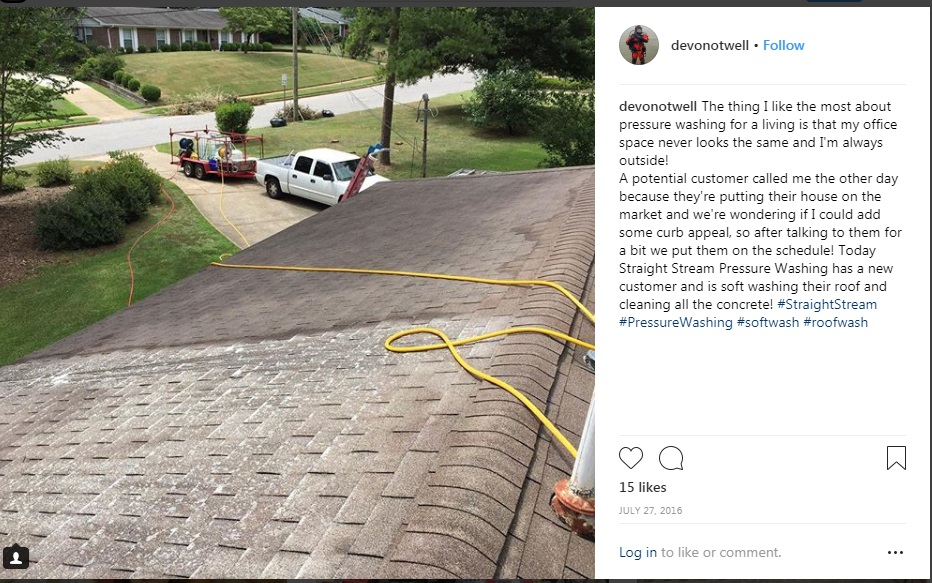 devonotwell • Follow
devonotwell The thing I like the most about
pressure washing for a living is that my office
space never looks the same and I'm always
outside!
A potential customer called me the other day
because they're putting their house on the
market and we're wondering if I could add
some curb appeal, so after talking to them for
a bit we put them on the schedule! Today
Straight Stream Pressure Washing has a new
customer and is soft washing their roof and
cleaning all the concrete! #StraightStream
#PressureWashing #softwash #roofwash
15 likes
JULY 27, 2016
Log in to like or comment.